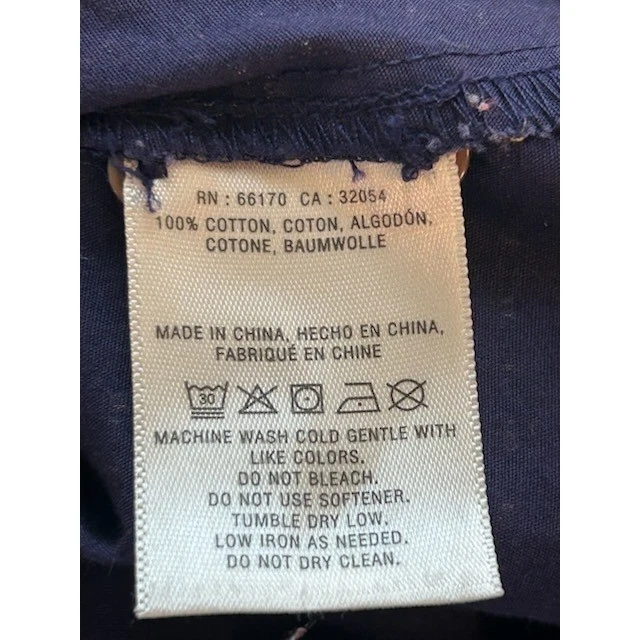 RN : 66170 CA : 32054
100% COTTON, COTON, ALGODÓN,
COTONE, BAUMWOLLE
MADE IN CHINA, HECHO EN CHINA,
FABRIQUÉ EN CHINE
30
MACHINE WASH COLD GENTLE WITH
LIKE COLORS.
DO NOT BLEACH.
DO NOT USE SOFTENER.
TUMBLE DRY LOW.
LOW IRON AS NEEDED.
DO NOT DRY CLEAN.